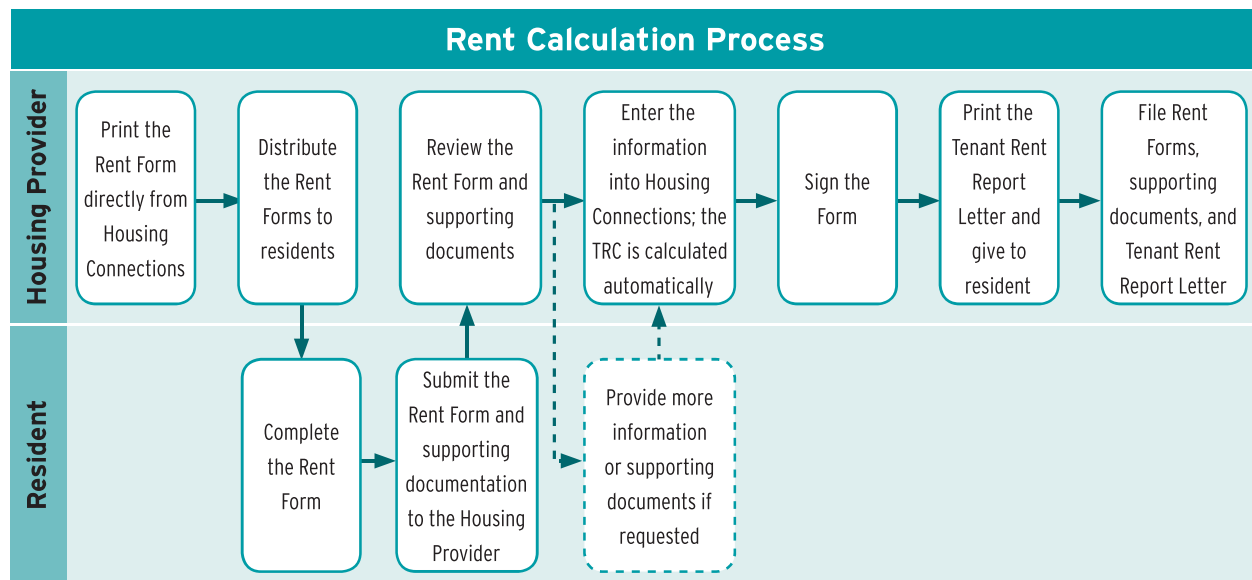 Rent Calculation Process
Housing Provider
Print the
Rent Form
directly from
Housing
Connections
Distribute
the Rent
Forms to
residents
Review the
Rent Form and
supporting
documents
Enter the
information
into Housing
Connections; the
TRC is calculated
automatically
Sign the
Form
Print the
Tenant Rent
Report
Letter and
give to
resident
File Rent
Forms,
supporting
documents, and
Tenant Rent
Report Letter
Resident
Complete
the Rent
Form
Submit the
Rent Form and
supporting
documentation
to the Housing
Provider
Provide more
information
or supporting
documents if
requested